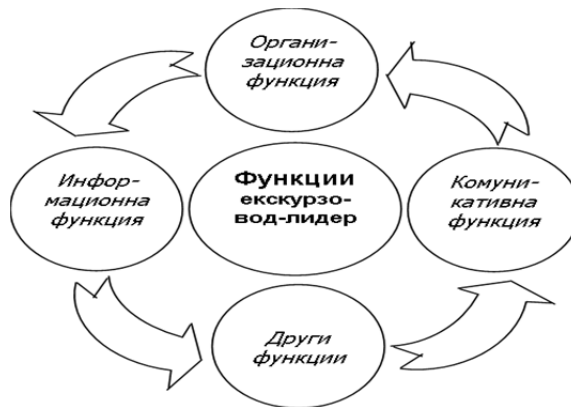 Органи-
зационна
функция
Инфор-
мационна
функция
Функции
екскурзо-
вод-лидер
Комуни-
кативна
функция
Други
функции